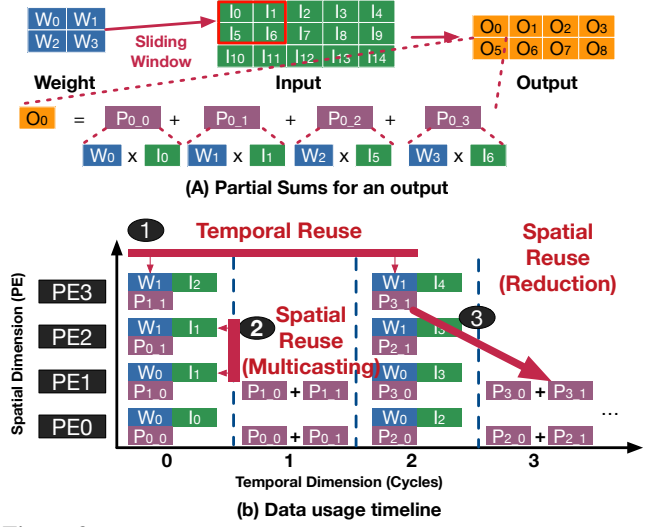 W0 W1 I0 I1 I2 I3 I4 O0 O1 O2 O3
W2 W3 Sliding Window I5 I6 I7 I8 I9 O5 O6 O7 O8
I10 I11 I12 I13 I14
Weight Input Output
O0 = P0_0 + P0_1 + P0_2 + P0_3
W0 x I0 W1 x I1 W2 x I5 W3 x I6
(A) Partial Sums for an output
1 Temporal Reuse Spatial Reuse (Reduction)
PE3 W1 I2 W1 I4
P1_1 P3_1
PE2 W1 I1 2 Spatial Reuse (Multicasting) W1 I3 3
P0_1 P2_1
PE1 W0 I1 W0 I3
P1_0 P1_0 + P1_1 P3_0 P3_0 + P3_1
PE0 W0 I0 W0 I2 ...
P0_0 P0_0 + P0_1 P2_0 P2_0 + P2_1
Spatial Dimension (PE)
0 1 2 3
Temporal Dimension (Cycles)
(b) Data usage timeline